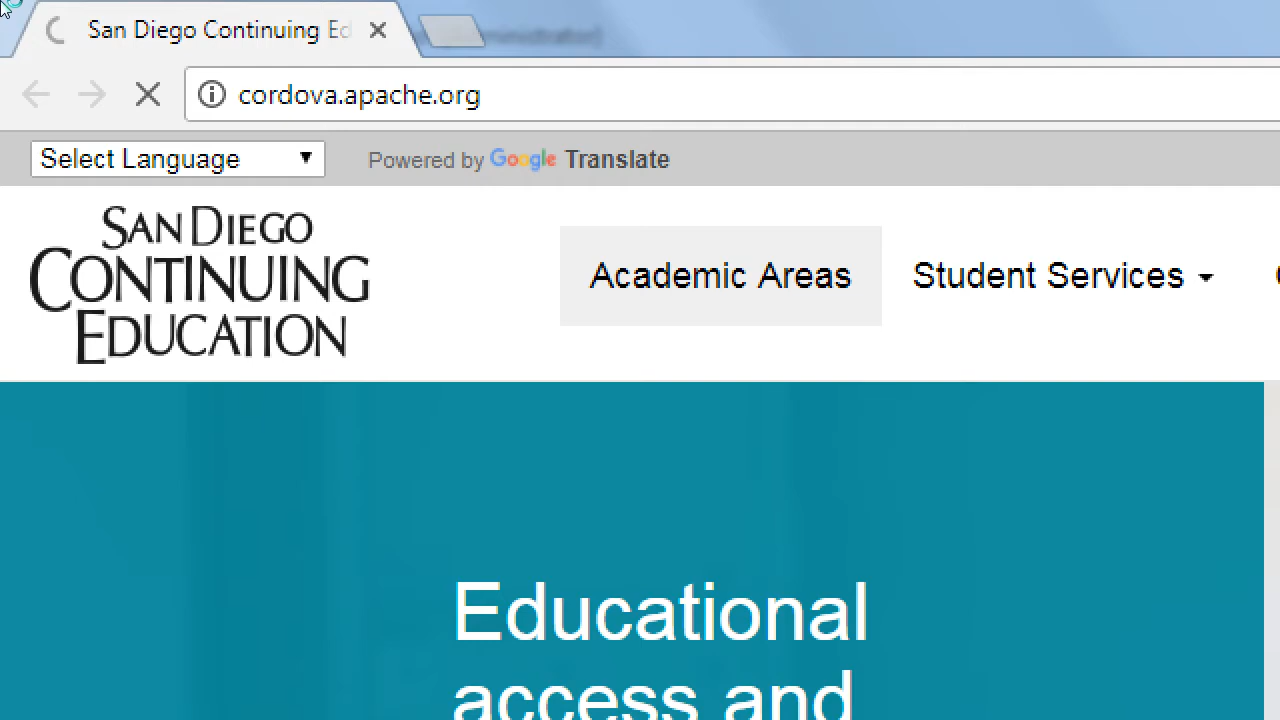 San Diego Continuing Ed
cordova.apache.org
Select Language
Powered by Google Translate
SAN DIEGO
CONTINUING
EDUCATION
Academic Areas
Student Services
Educational
access and